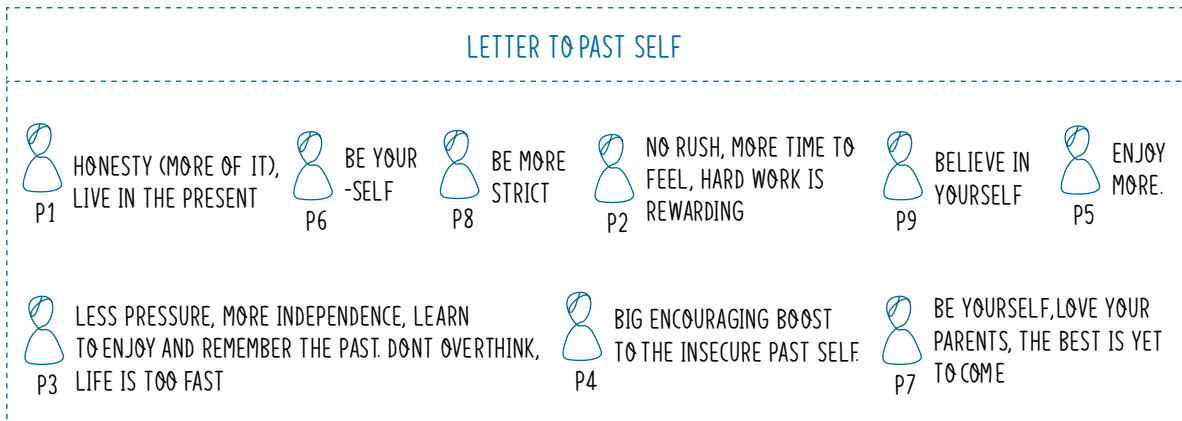 LETTER TO PAST SELF
HONESTY (MORE OF IT),
LIVE IN THE PRESENT
P1
BE YOUR
-SELF
P6
BE MORE
STRICT
P8
NO RUSH, MORE TIME TO
FEEL, HARD WORK IS
REWARDING
P2
BELIEVE IN
YOURSELF
P9
ENJOY
MORE.
P5
LESS PRESSURE, MORE INDEPENDENCE, LEARN
TO ENJOY AND REMEMBER THE PAST. DONT OVERTHINK,
LIFE IS TOO FAST
P3
BIG ENCOURAGING BOOST
TO THE INSECURE PAST SELF.
P4
BE YOURSELF,LOVE YOUR
PARENTS, THE BEST IS YET
TO COME
P7